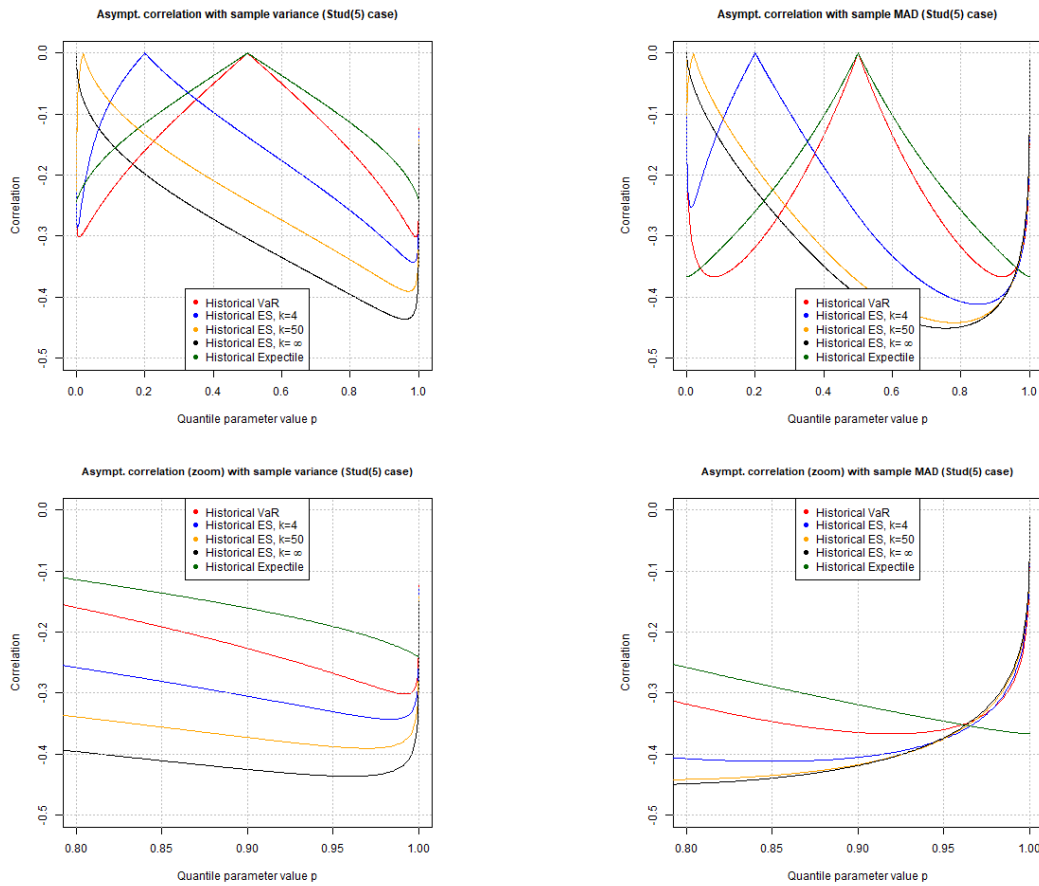 Asympt. correlation with sample variance (Stud(5) case)
Correlation
0.0
-0.1
-0.2
-0.3
-0.4
-0.5
Historical VaR
Historical ES, k=4
Historical ES, k=50
Historical ES, k= ∞
Historical Expectile
0.0 0.2 0.4 0.6 0.8 1.0
Quantile parameter value p
Asympt. correlation with sample MAD (Stud(5) case)
Correlation
0.0
-0.1
-0.2
-0.3
-0.4
-0.5
Historical VaR
Historical ES, k=4
Historical ES, k=50
Historical ES, k= ∞
Historical Expectile
0.0 0.2 0.4 0.6 0.8 1.0
Quantile parameter value p
Asympt. correlation (zoom) with sample variance (Stud(5) case)
Correlation
0.0
-0.1
-0.2
-0.3
-0.4
-0.5
Historical VaR
Historical ES, k=4
Historical ES, k=50
Historical ES, k= ∞
Historical Expectile
0.80 0.85 0.90 0.95 1.00
Quantile parameter value p
Asympt. correlation (zoom) with sample MAD (Stud(5) case)
Correlation
0.0
-0.1
-0.2
-0.3
-0.4
-0.5
Historical VaR
Historical ES, k=4
Historical ES, k=50
Historical ES, k= ∞
Historical Expectile
0.80 0.85 0.90 0.95 1.00
Quantile parameter value p